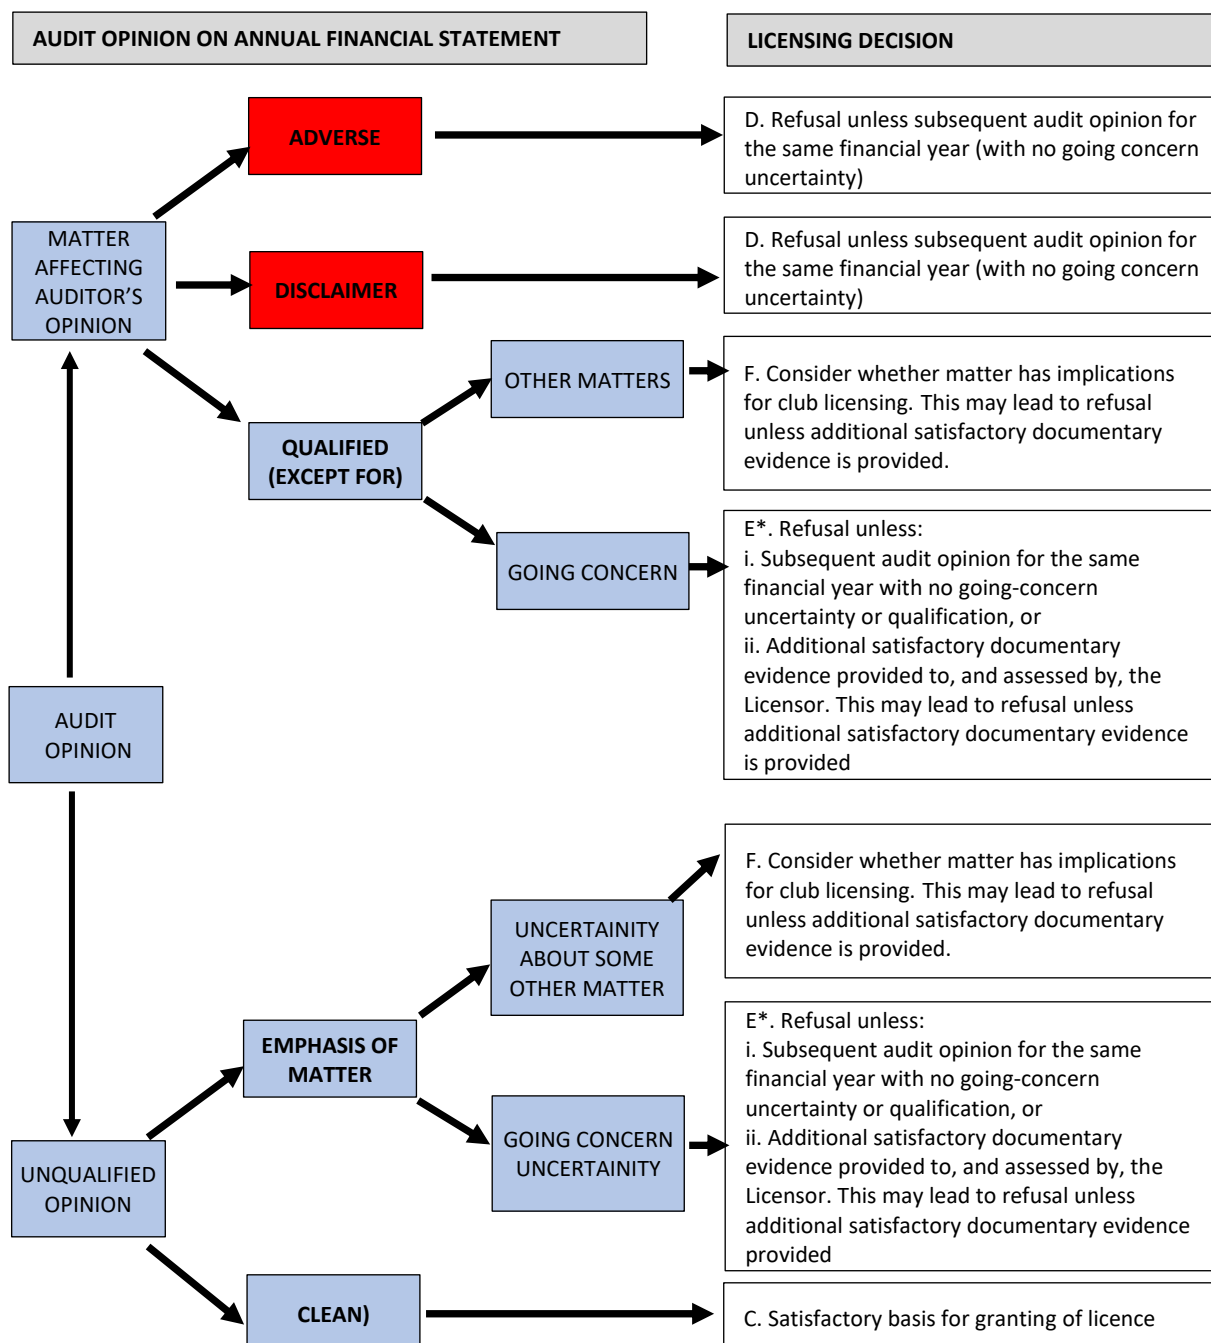 AUDIT OPINION ON ANNUAL FINANCIAL STATEMENT
LICENSING DECISION
ADVERSE
D. Refusal unless subsequent audit opinion for
the same financial year (with no going concern
uncertainty)
MATTER
AFFECTING
AUDITOR’S
OPINION
DISCLAIMER
D. Refusal unless subsequent audit opinion for
the same financial year (with no going concern
uncertainty)
OTHER MATTERS
F. Consider whether matter has implications
for club licensing. This may lead to refusal
unless additional satisfactory documentary
evidence is provided.
QUALIFIED
(EXCEPT FOR)
GOING CONCERN
E*. Refusal unless:
i. Subsequent audit opinion for the same
financial year with no going-concern
uncertainty or qualification, or
ii. Additional satisfactory documentary
evidence provided to, and assessed by, the
Licensor. This may lead to refusal unless
additional satisfactory documentary evidence
is provided
AUDIT
OPINION
UNCERTAINITY
ABOUT SOME
OTHER MATTER
F. Consider whether matter has implications
for club licensing. This may lead to refusal
unless additional satisfactory documentary
evidence is provided.
EMPHASIS OF
MATTER
GOING CONCERN
UNCERTAINITY
E*. Refusal unless:
i. Subsequent audit opinion for the same
financial year with no going-concern
uncertainty or qualification, or
ii. Additional satisfactory documentary
evidence provided to, and assessed by, the
Licensor. This may lead to refusal unless
additional satisfactory documentary evidence
provided
UNQUALIFIED
OPINION
CLEAN)
C. Satisfactory basis for granting of licence